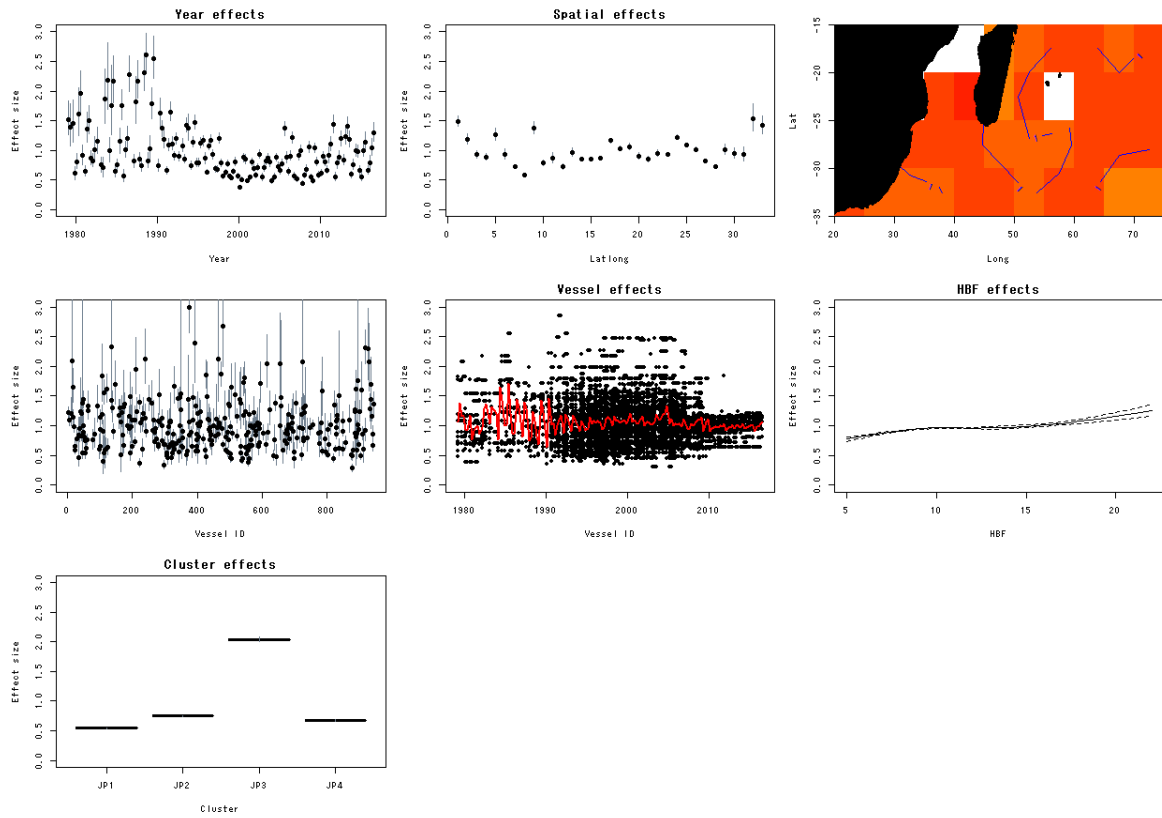 Year effects
Effect size
0.0 0.5 1.0 1.5 2.0 2.5 3.0
1980 1990 2000 2010
Year
Spatial effects
Effect size
0.0 0.5 1.0 1.5 2.0 2.5 3.0
0 5 10 15 20 25 30
Latlong
Lat
-35 -30 -25 -20 -15
20 30 40 50 60 70
Long
Effect size
0.0 0.5 1.0 1.5 2.0 2.5 3.0
0 200 400 600 800
Vessel ID
Vessel effects
Effect size
0.0 0.5 1.0 1.5 2.0 2.5 3.0
1980 1990 2000 2010
Vessel ID
HBF effects
Effect size
0.0 0.5 1.0 1.5 2.0 2.5 3.0
5 10 15 20
HBF
Cluster effects
Effect size
0.0 0.5 1.0 1.5 2.0 2.5 3.0
JP1 JP2 JP3 JP4
Cluster